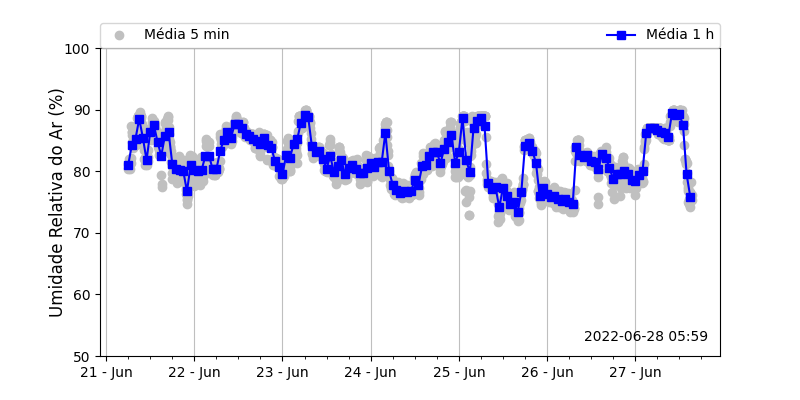 Média 5 min
Média 1 h
Umidade Relativa do Ar (%)
100
90
80
70
60
50
2022-06-28 05:59
21 - Jun
22 - Jun
23 - Jun
24 - Jun
25 - Jun
26 - Jun
27 - Jun